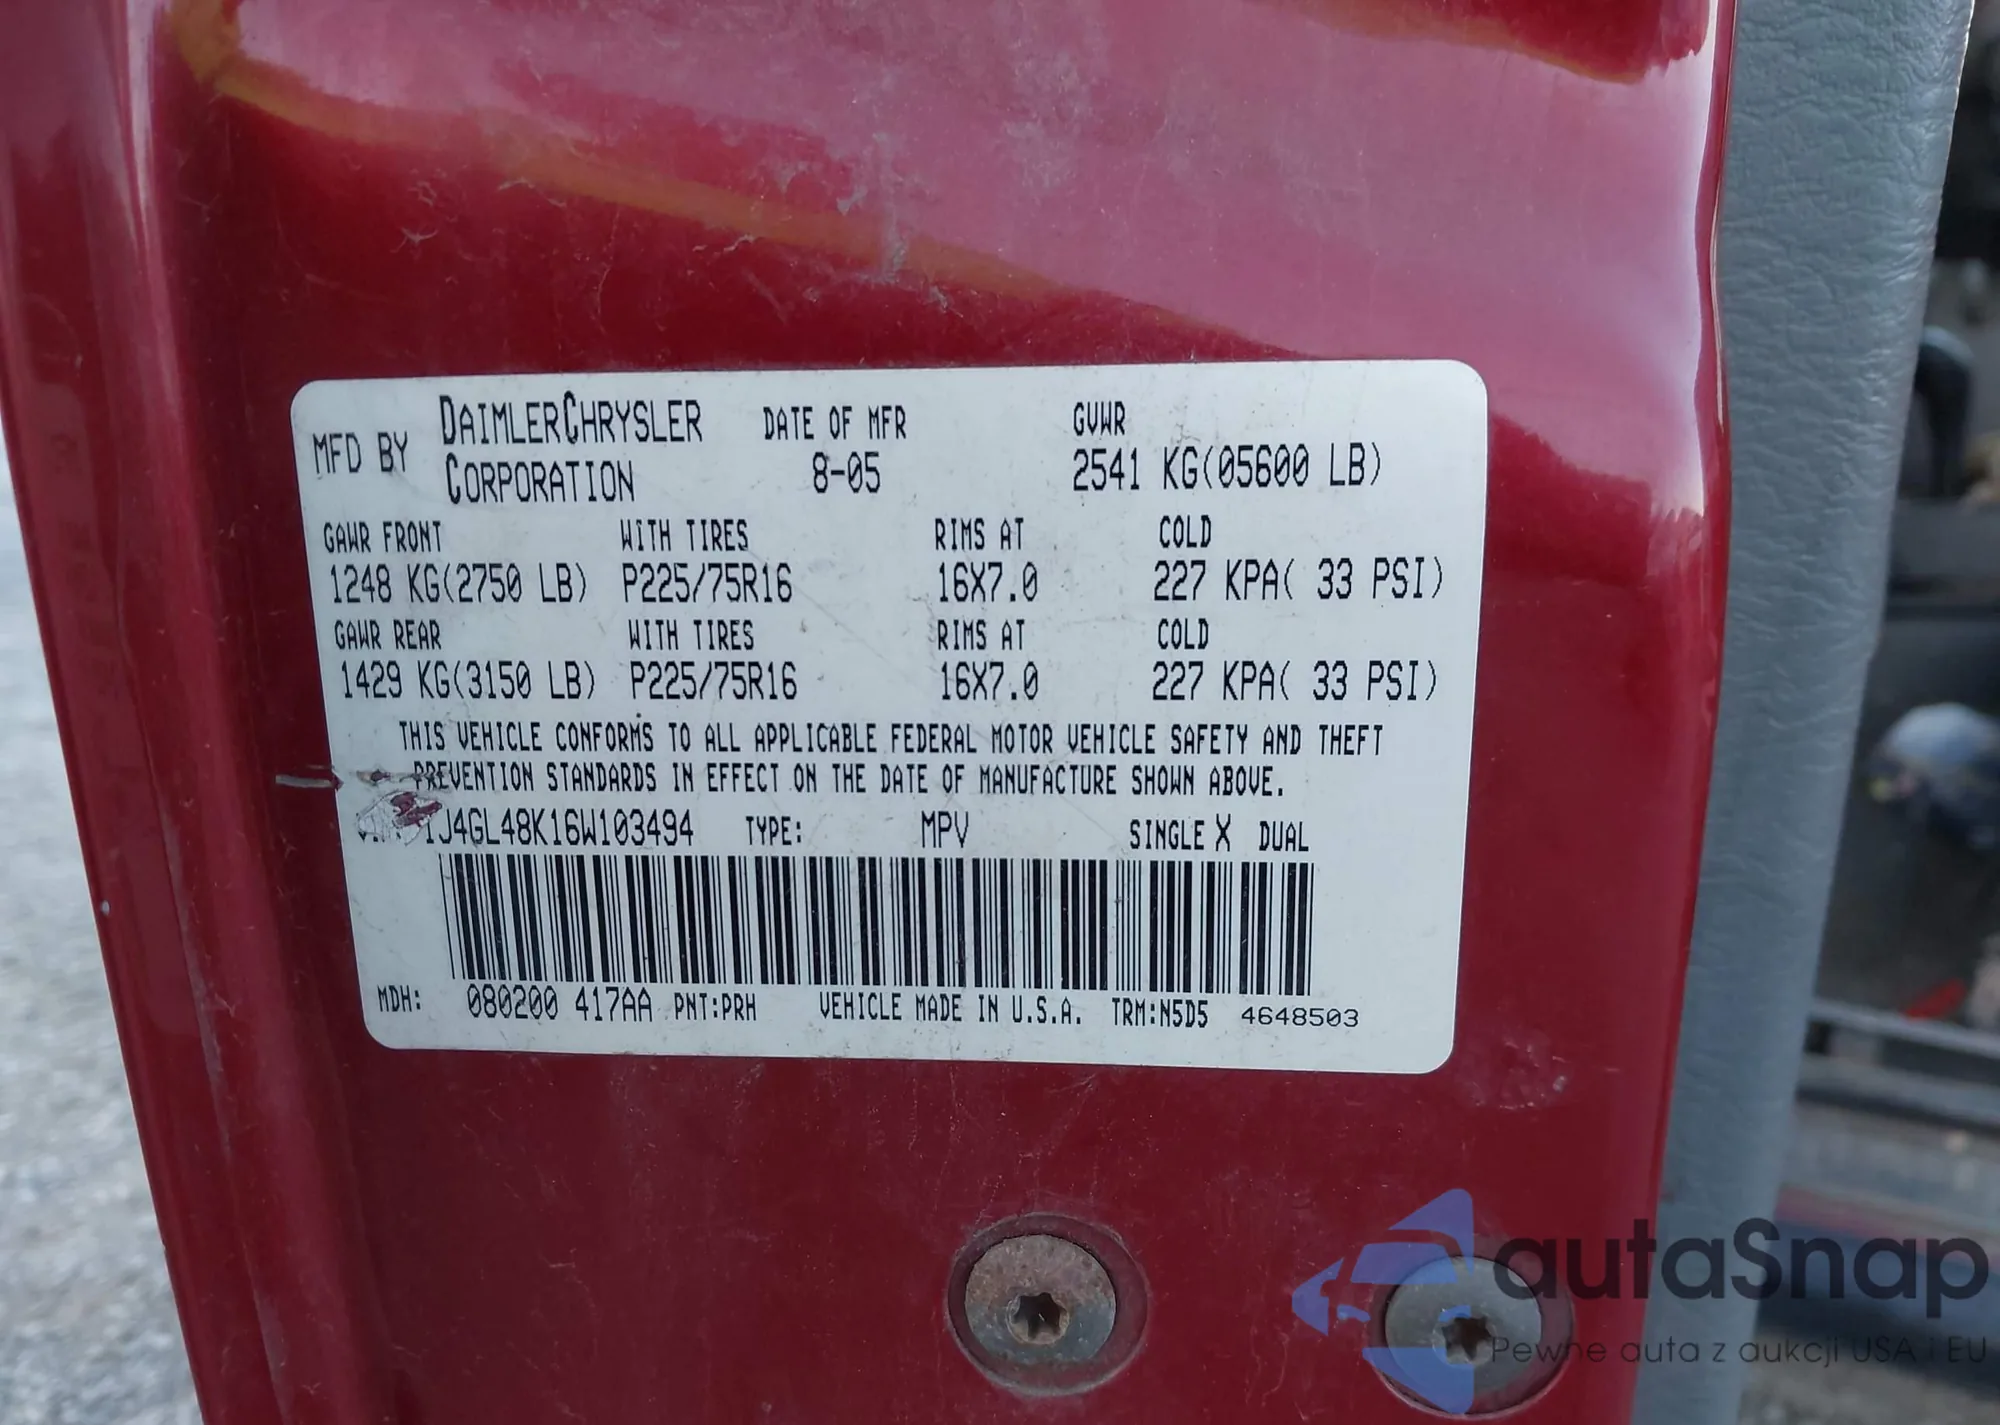 MFD BY DAIMLERCHRYSLER CORPORATION DATE OF MFR 8-05 GVWR 2541 KG(05600 LB)
GAWR FRONT WITH TIRES RIMS AT COLD
1248 KG(2750 LB) P225/75R16 16X7.0 227 KPA( 33 PSI)
GAWR REAR WITH TIRES RIMS AT COLD
1429 KG(3150 LB) P225/75R16 16X7.0 227 KPA( 33 PSI)
THIS VEHICLE CONFORMS TO ALL APPLICABLE FEDERAL MOTOR VEHICLE SAFETY AND THEFT
PREVENTION STANDARDS IN EFFECT ON THE DATE OF MANUFACTURE SHOWN ABOVE.
1J4GL48K16W103494 TYPE: MPV SINGLE X DUAL
MDH: 080200 417AA PNT:PRH VEHICLE MADE IN U.S.A. TRM:N5D5 4648503
autaSnap
Pewne auta z aukcji USA i EU